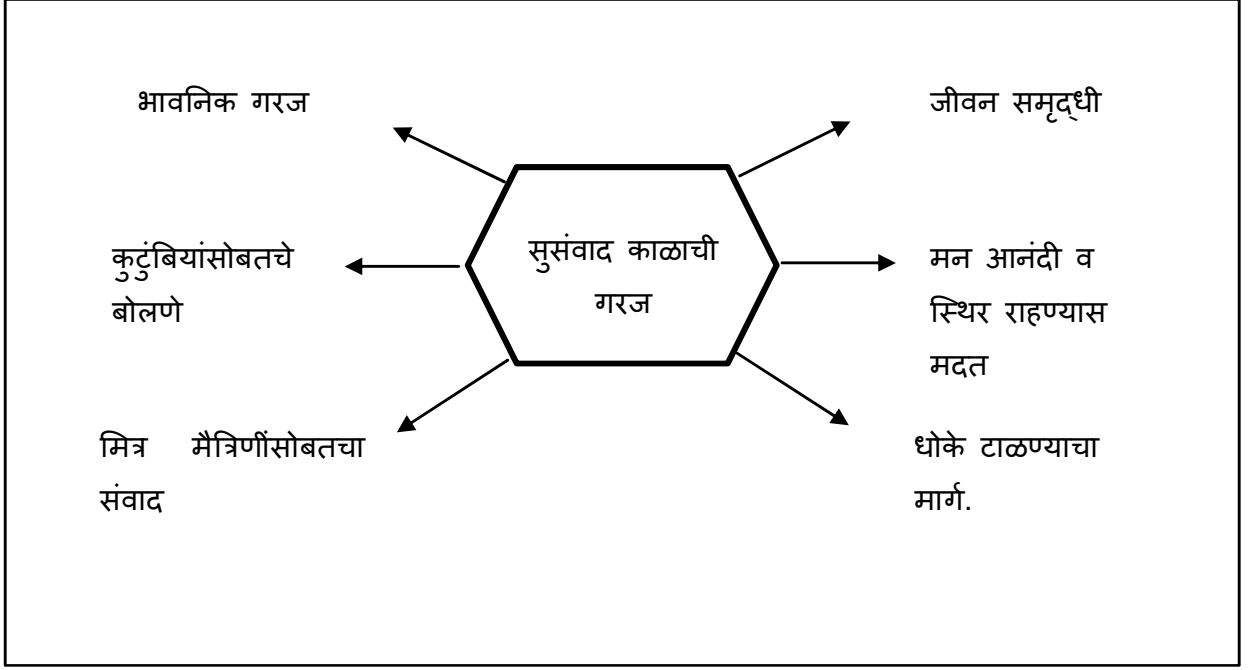 भावनिक गरज
जीवन समृद्धी
कुटुंबियांसोबतचे
बोलणे
सुसंवाद काळाची
गरज
मन आनंदी व
स्थिर राहण्यास
मदत
मित्र मैत्रिणींसोबतचा
संवाद
धोके टाळण्याचा
मार्ग.